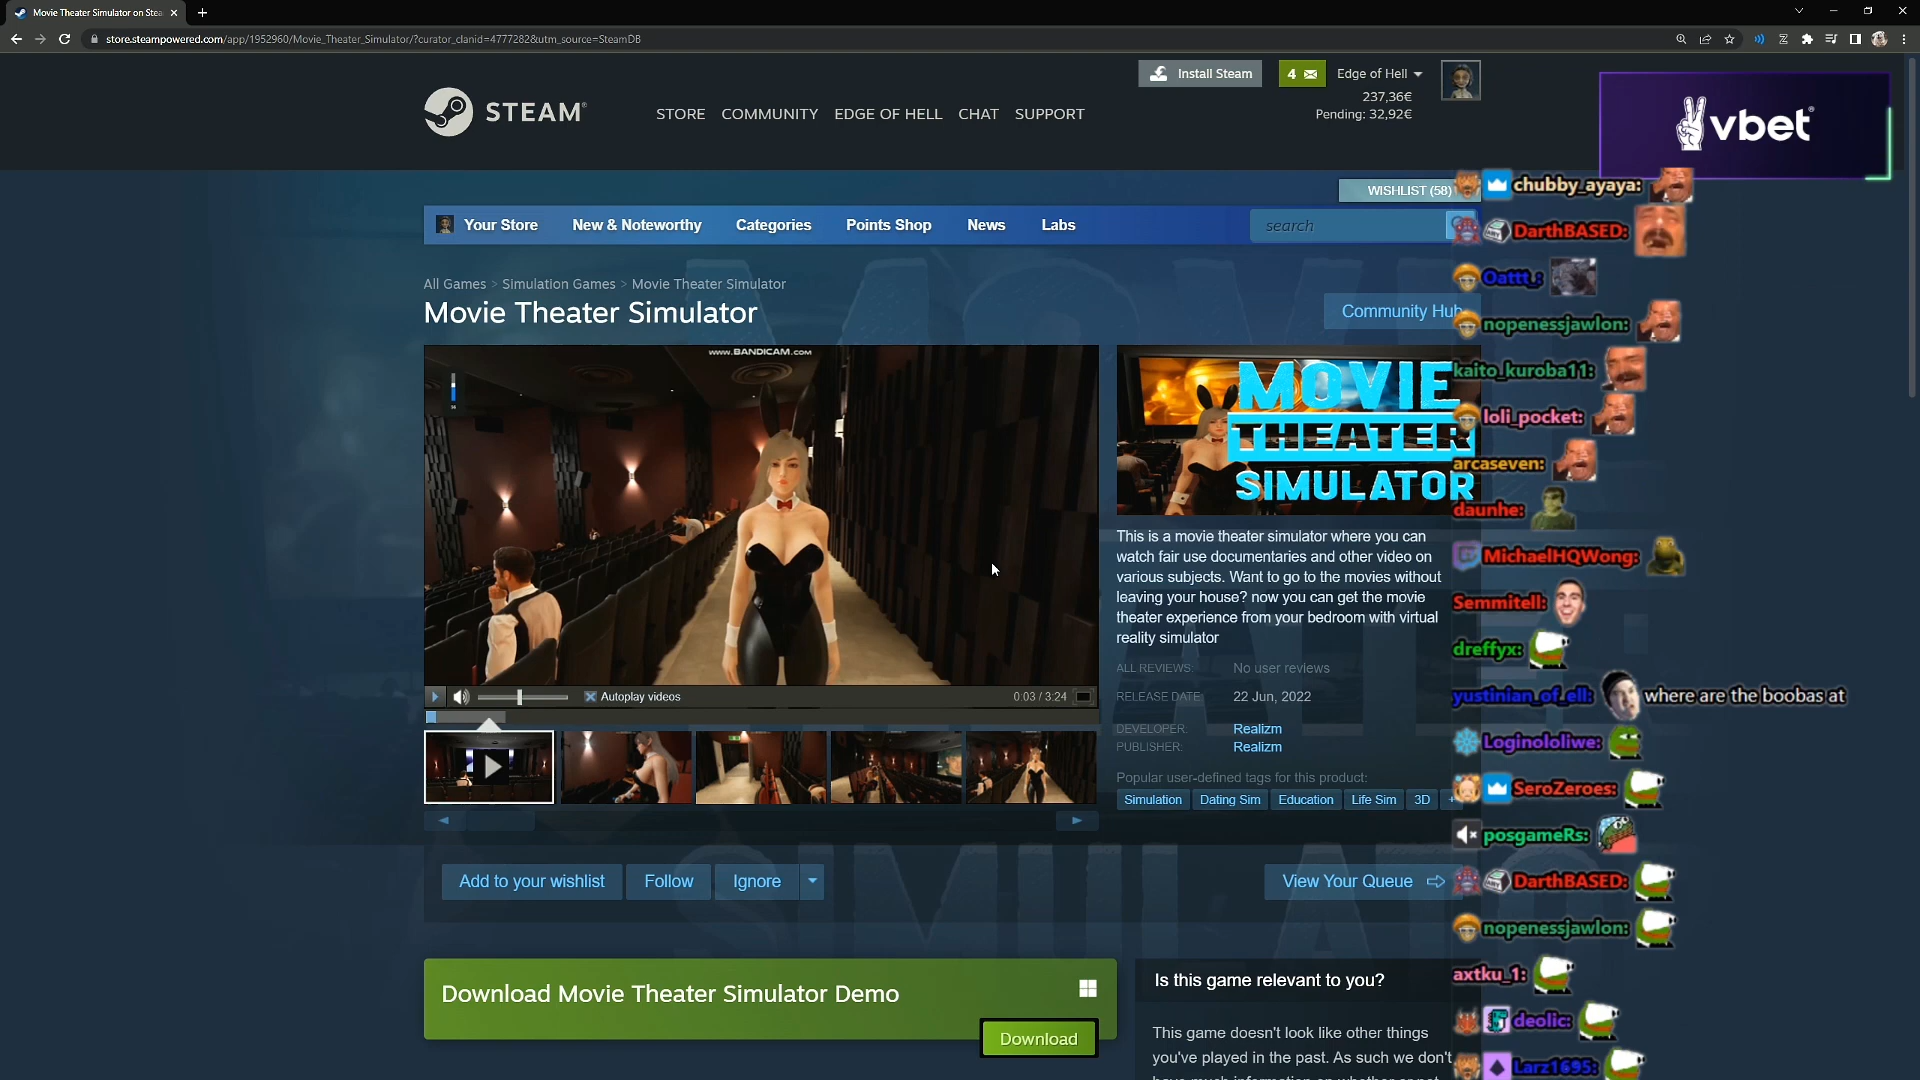 Movie Theater Simulator on Stea
store.steampowered.com/app/1952960/Movie_Theater_Simulator/?curator_clanid=4777282&utm_source=SteamDB
Install Steam
4
Edge of Hell
237,36€
Pending: 32,92€
STEAM®
STORE
COMMUNITY
EDGE OF HELL
CHAT
SUPPORT
vbet
WISHLIST (58)
Your Store
New & Noteworthy
Categories
Points Shop
News
Labs
search
All Games > Simulation Games > Movie Theater Simulator
Movie Theater Simulator
Community Hub
www.BANDICAM.com
MOVIE
THEATER
SIMULATOR
This is a movie theater simulator where you can
watch fair use documentaries and other video on
various subjects. Want to go to the movies without
leaving your house? now you can get the movie
theater experience from your bedroom with virtual
reality simulator
ALL REVIEWS:
No user reviews
RELEASE DATE:
22 Jun, 2022
DEVELOPER:
Realizm
PUBLISHER:
Realizm
Popular user-defined tags for this product:
Simulation
Dating Sim
Education
Life Sim
3D
+
Autoplay videos
0:03 / 3:24
Add to your wishlist
Follow
Ignore
View Your Queue
Download Movie Theater Simulator Demo
Download
Is this game relevant to you?
This game doesn't look like other things
you've played in the past. As such we don't
chubby_ayaya:
DarthBASED:
Oattt_:
nopenessjawlon:
kaito_kuroba11:
loli_pocket:
arcaseven:
daunhe:
MichaelHQWong:
Semmitell:
dreffyx:
yustinian_of_ell: where are the boobas at
Loginololiwe:
SeroZeroes:
posgameRs:
DarthBASED:
nopenessjawlon:
axtku_1:
deolic:
Larz1695: